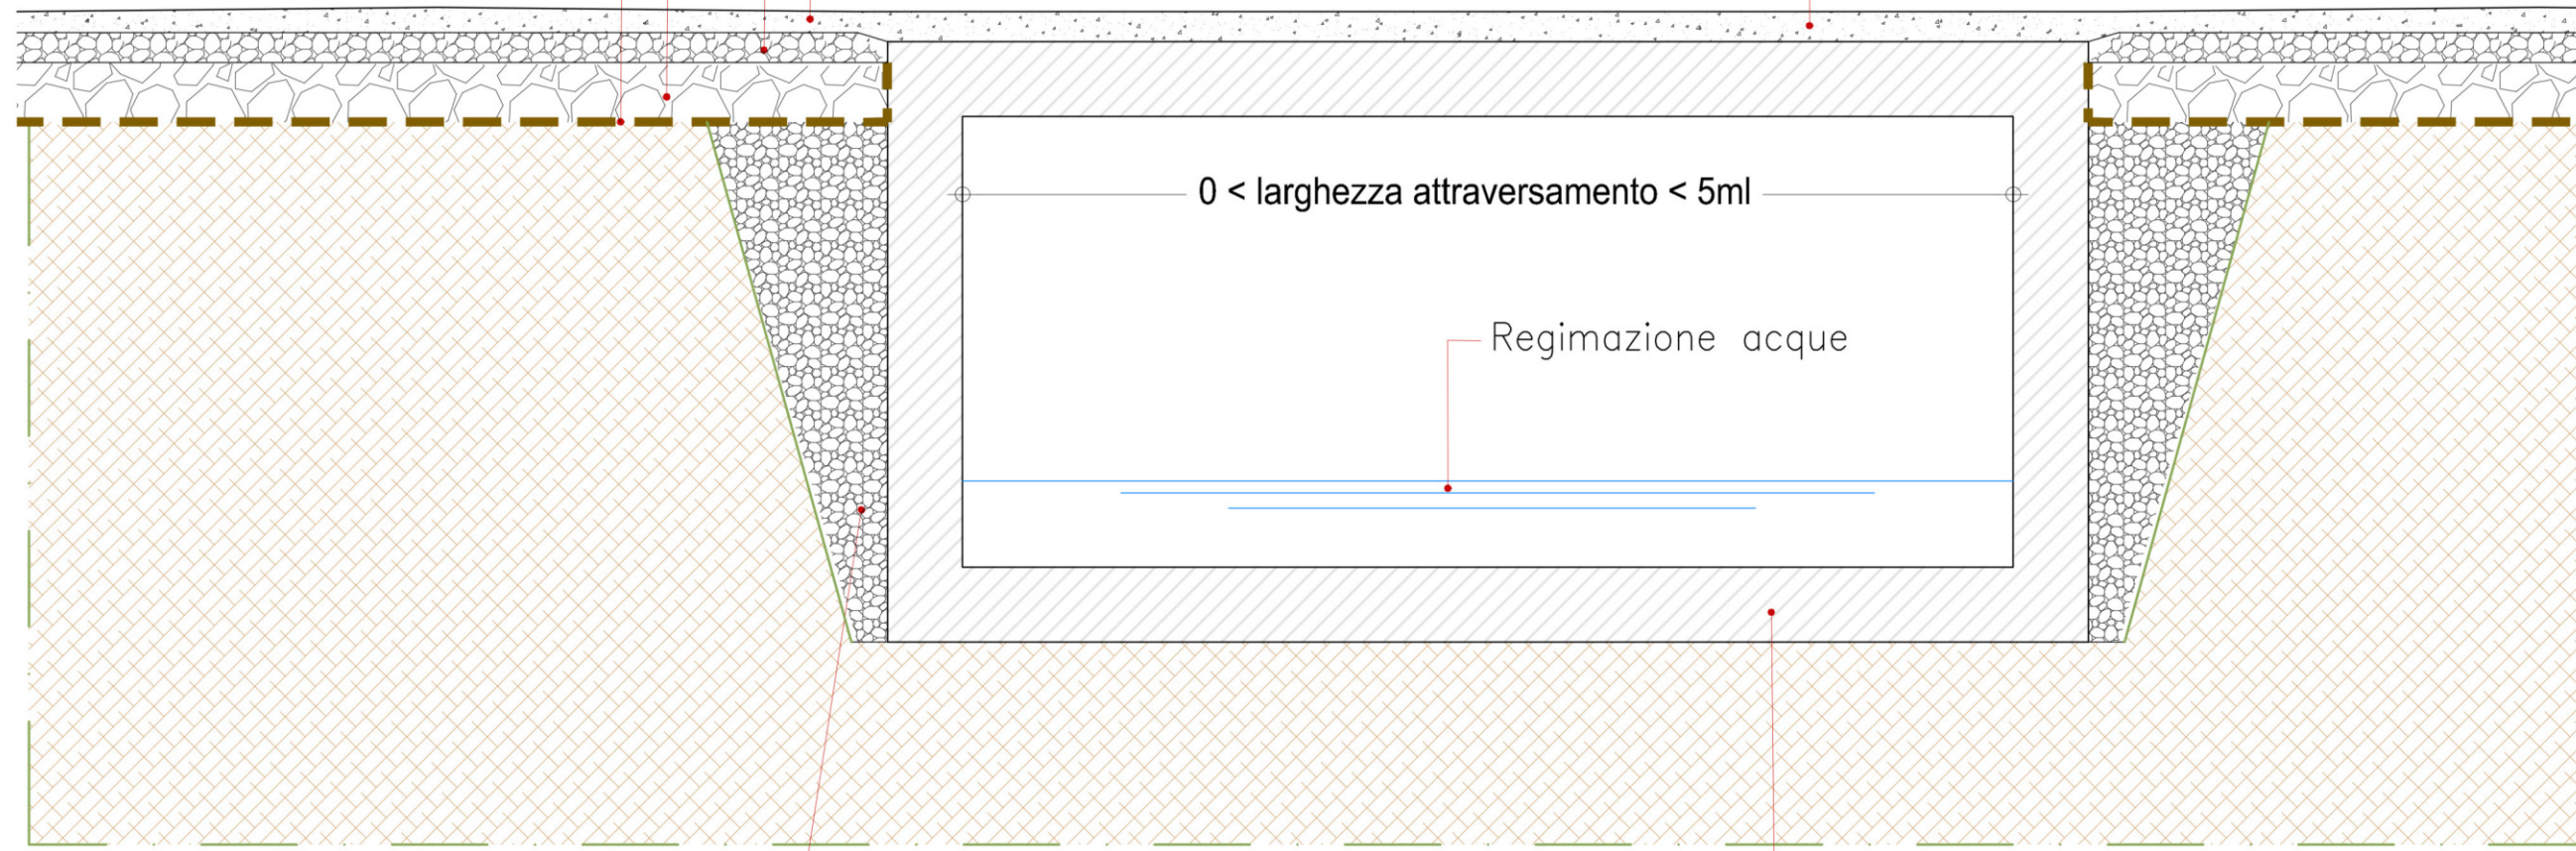 0 < larghezza attraversamento < 5ml
Regimazione acque